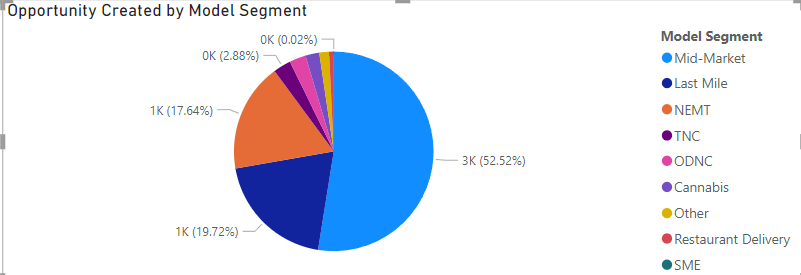 Opportunity Created by Model Segment
0K (0.02%)
0K (2.88%)
1K (17.64%)
1K (19.72%)
3K (52.52%)
Model Segment
Mid-Market
Last Mile
NEMT
TNC
ODNC
Cannabis
Other
Restaurant Delivery
SME